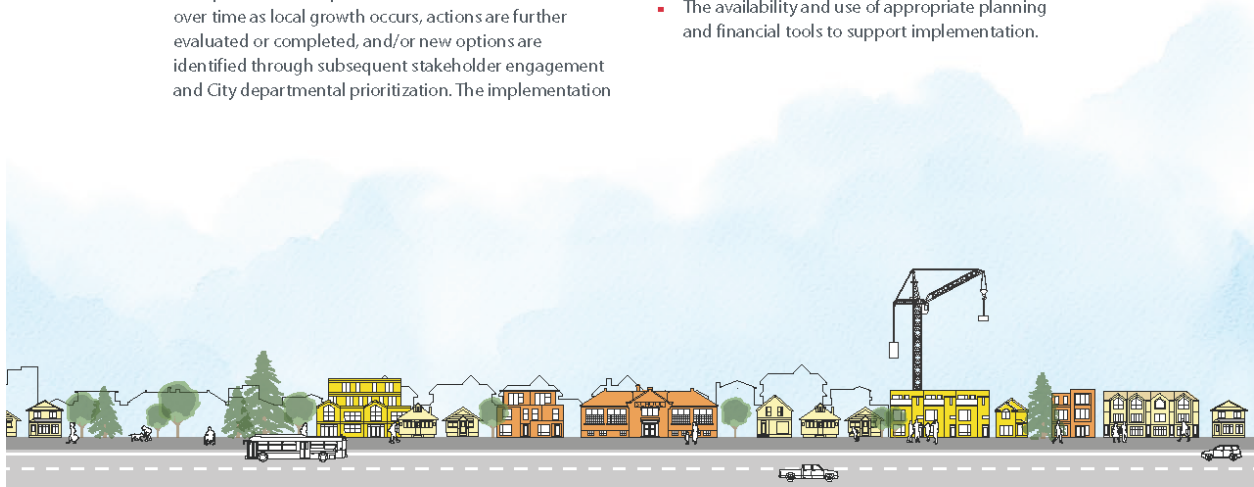 over time as local growth occurs, actions are further
evaluated or completed, and/or new options are
identified through subsequent stakeholder engagement
and City departmental prioritization. The implementation
▪ The availability and use of appropriate planning
and financial tools to support implementation.